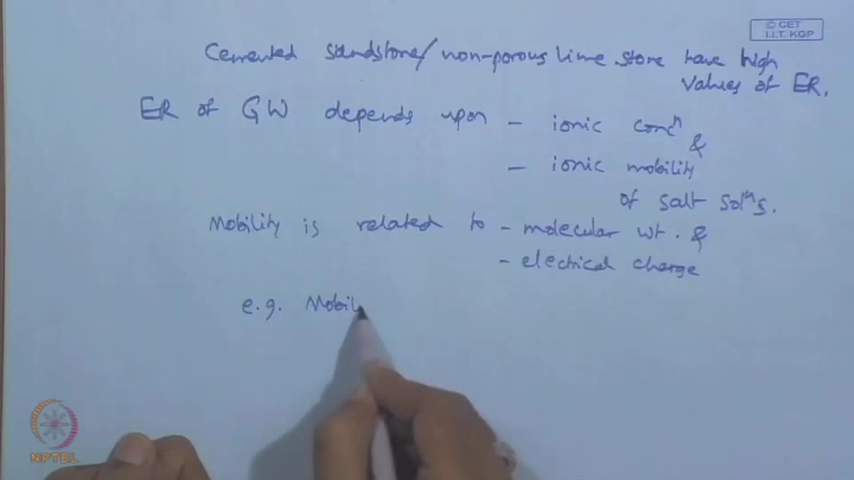 © CET
I.I.T. KGP
Cemented sandstone/non-porous lime stone have high
values of ER.
ER of GW depends upon - ionic concⁿ &
- ionic mobility
of salt solⁿs.
Mobility is related to - molecular wt. &
- electrical charge
e.g. Mobil
NPTEL